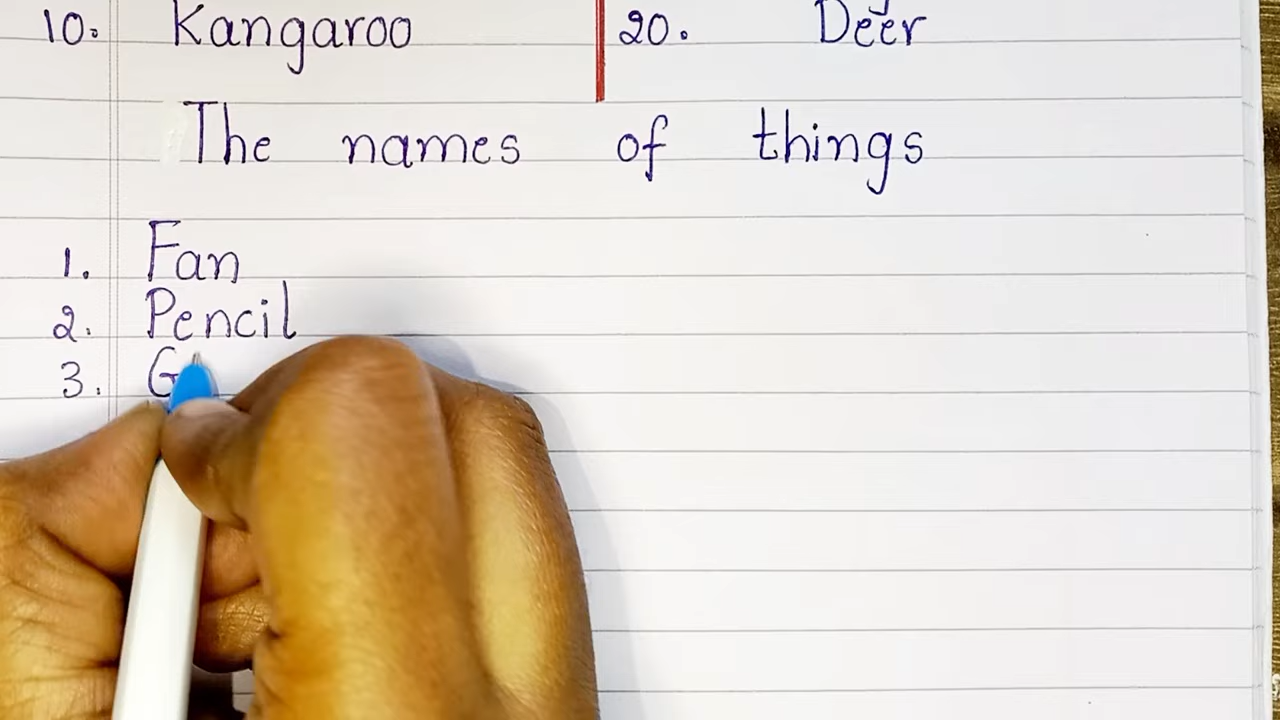 10. Kangaroo 20. Deer
The names of things
1. Fan
2. Pencil
3. G